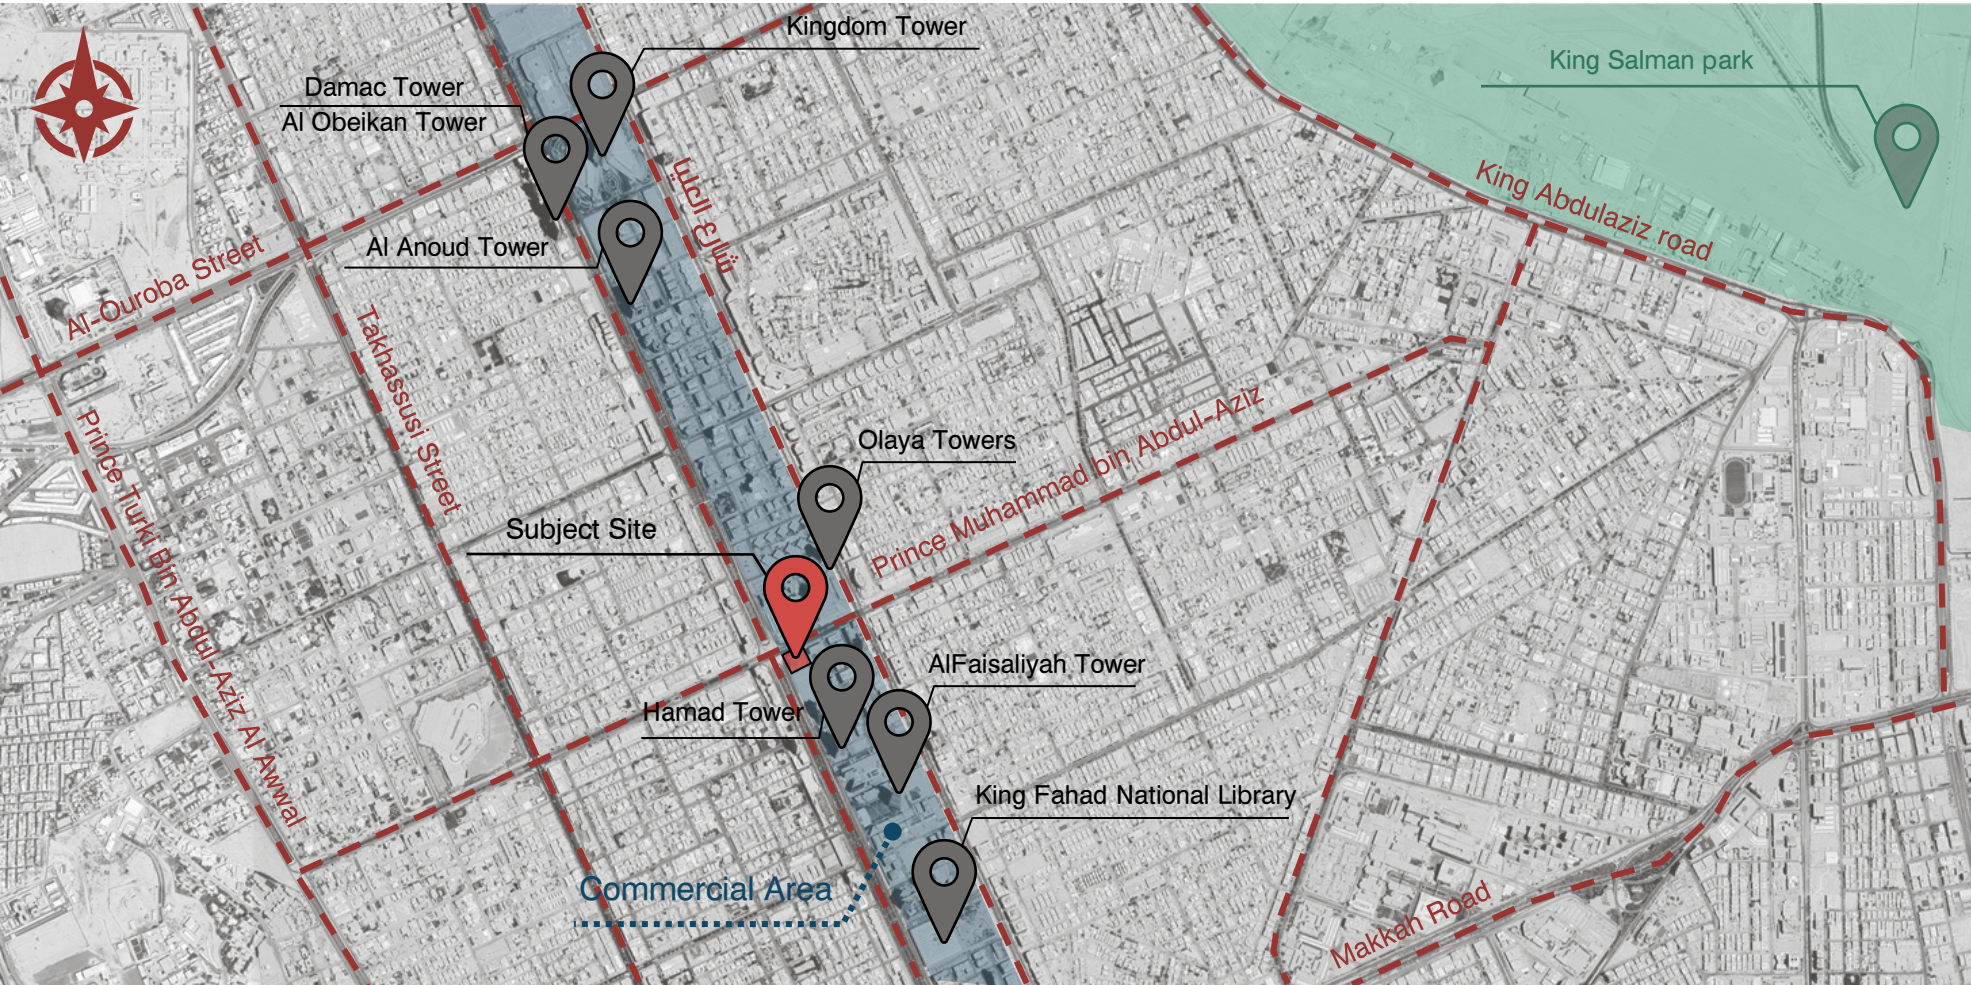 Kingdom Tower
King Salman park
Damac Tower
Al Obeikan Tower
شارع العليا
King Abdulaziz road
Al Anoud Tower
Al-Ouroba Street
Takhassusi Street
Prince Turki Bin Abdul-Aziz Al Awwal
Olaya Towers
Prince Muhammad bin Abdul-Aziz
Subject Site
AlFaisaliyah Tower
Hamad Tower
King Fahad National Library
Commercial Area
Makkah Road